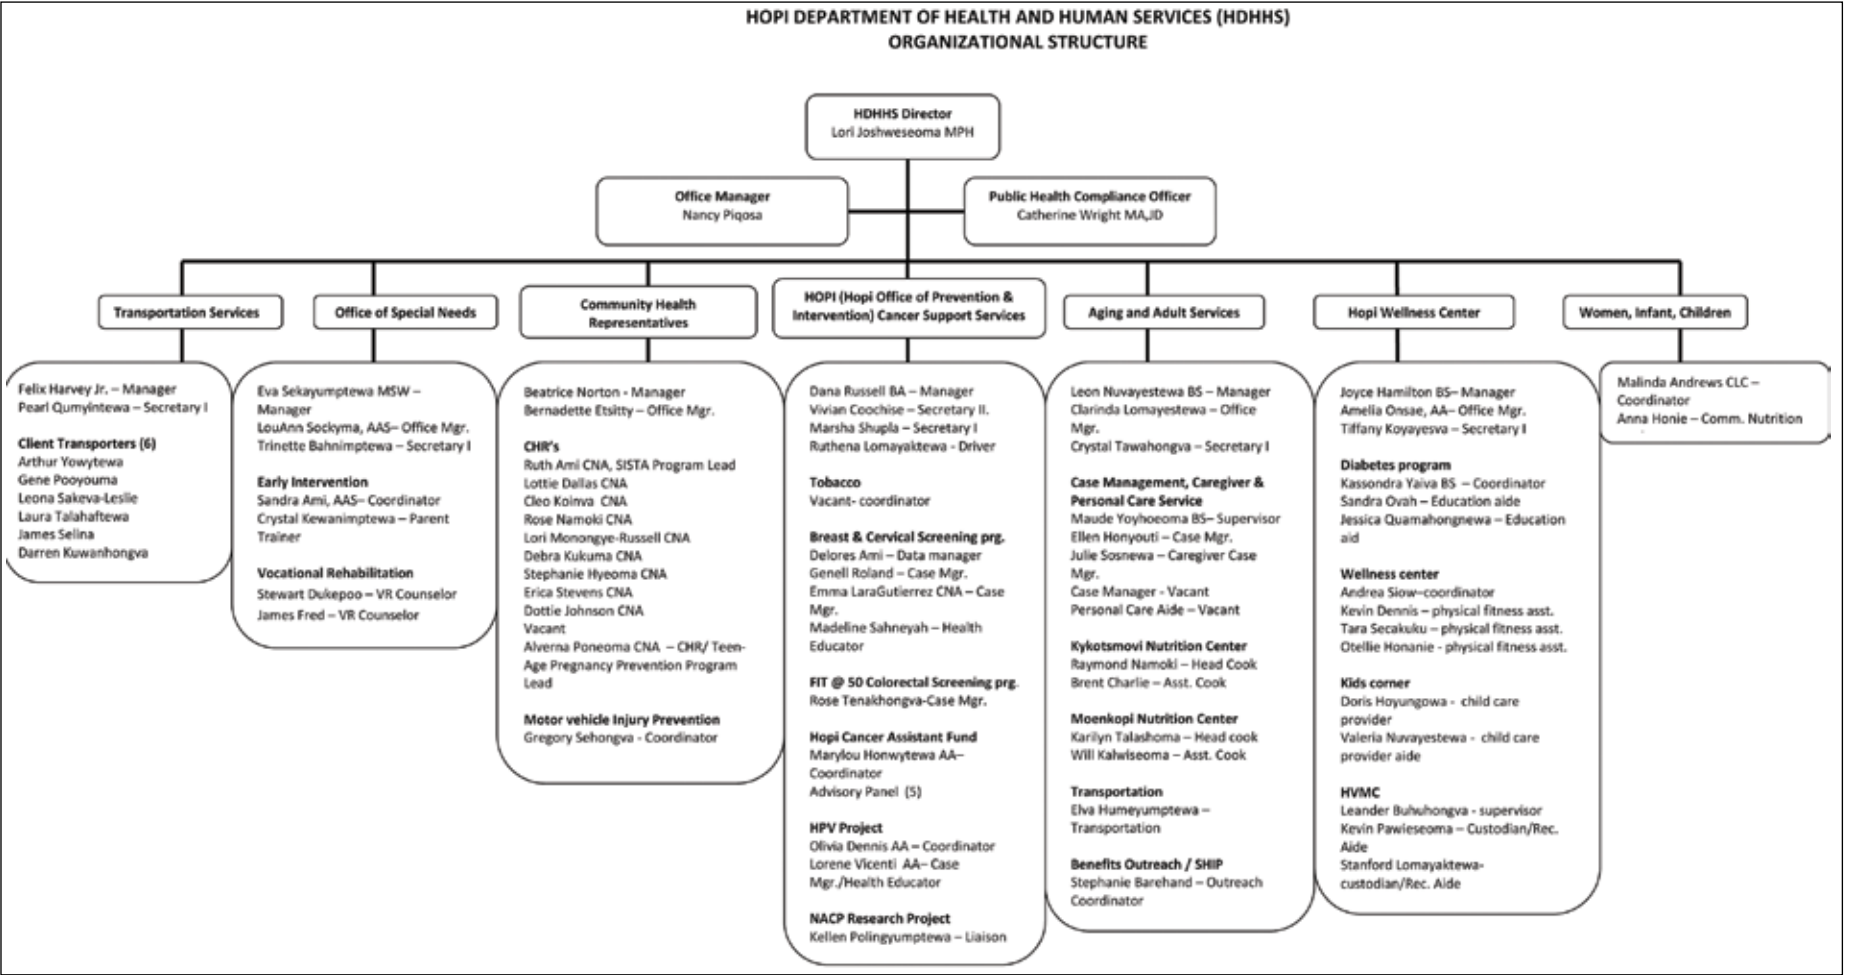 HOPI DEPARTMENT OF HEALTH AND HUMAN SERVICES (HDHHS)
ORGANIZATIONAL STRUCTURE
HDHHS Director
Lori Joshweseoma MPH
Office Manager
Nancy Piqosa
Public Health Compliance Officer
Catherine Wright MA,JD
Transportation Services
Felix Harvey Jr. – Manager
Pearl Qumyintewa – Secretary I
Client Transporters (6)
Arthur Yowytewa
Gene Pooyouma
Leona Sakeva-Leslie
Laura Talahaftewa
James Selina
Darren Kuwanhongva
Office of Special Needs
Eva Sekayumptewa MSW –
Manager
LouAnn Sockyma, AAS– Office Mgr.
Trinette Bahnimptewa – Secretary I
Early Intervention
Sandra Ami, AAS– Coordinator
Crystal Kewanimptewa – Parent
Trainer
Vocational Rehabilitation
Stewart Dukepoo – VR Counselor
James Fred – VR Counselor
Community Health
Representatives
Beatrice Norton - Manager
Bernadette Etsitty – Office Mgr.
CHR's
Ruth Ami CNA, SISTA Program Lead
Lottie Dallas CNA
Cleo Koinva CNA
Rose Namoki CNA
Lori Monongye-Russell CNA
Debra Kukuma CNA
Stephanie Hyeoma CNA
Erica Stevens CNA
Dottie Johnson CNA
Vacant
Alverna Poneoma CNA – CHR/ Teen-
Age Pregnancy Prevention Program
Lead
Motor vehicle Injury Prevention
Gregory Sehongva - Coordinator
HOPI (Hopi Office of Prevention &
Intervention) Cancer Support Services
Dana Russell BA – Manager
Vivian Coochise – Secretary II.
Marsha Shupla – Secretary I
Ruthena Lomayaktewa - Driver
Tobacco
Vacant- coordinator
Breast & Cervical Screening prg.
Delores Ami – Data manager
Genell Roland – Case Mgr.
Emma LaraGutierrez CNA – Case
Mgr.
Madeline Sahneyah – Health
Educator
FIT @ 50 Colorectal Screening prg.
Rose Tenakhongva-Case Mgr.
Hopi Cancer Assistant Fund
Marylou Honwytewa AA–
Coordinator
Advisory Panel (5)
HPV Project
Olivia Dennis AA – Coordinator
Lorene Vicenti AA– Case
Mgr./Health Educator
NACP Research Project
Kellen Polingyumptewa – Liaison
Aging and Adult Services
Leon Nuvayestewa BS – Manager
Clarinda Lomayestewa – Office
Mgr.
Crystal Tawahongva – Secretary I
Case Management, Caregiver &
Personal Care Service
Maude Yoyhoeoma BS– Supervisor
Ellen Honyouti – Case Mgr.
Julie Sosnewa – Caregiver Case
Mgr.
Case Manager - Vacant
Personal Care Aide – Vacant
Kykotsmovi Nutrition Center
Raymond Namoki – Head Cook
Brent Charlie – Asst. Cook
Moenkopi Nutrition Center
Karilyn Talashoma – Head cook
Will Kalwiseoma – Asst. Cook
Transportation
Elva Humeyumptewa –
Transportation
Benefits Outreach / SHIP
Stephanie Barehand – Outreach
Coordinator
Hopi Wellness Center
Joyce Hamilton BS– Manager
Amelia Onsae, AA– Office Mgr.
Tiffany Koyayesva – Secretary I
Diabetes program
Kassondra Yaiva BS – Coordinator
Sandra Ovah – Education aide
Jessica Quamahongnewa – Education
aid
Wellness center
Andrea Siow–coordinator
Kevin Dennis – physical fitness asst.
Tara Secakuku – physical fitness asst.
Otellie Honanie - physical fitness asst.
Kids corner
Doris Hoyungowa - child care
provider
Valeria Nuvayestewa - child care
provider aide
HVMC
Leander Buhuhongva - supervisor
Kevin Pawieseoma – Custodian/Rec.
Aide
Stanford Lomayaktewa-
custodian/Rec. Aide
Women, Infant, Children
Malinda Andrews CLC –
Coordinator
Anna Honie – Comm. Nutrition